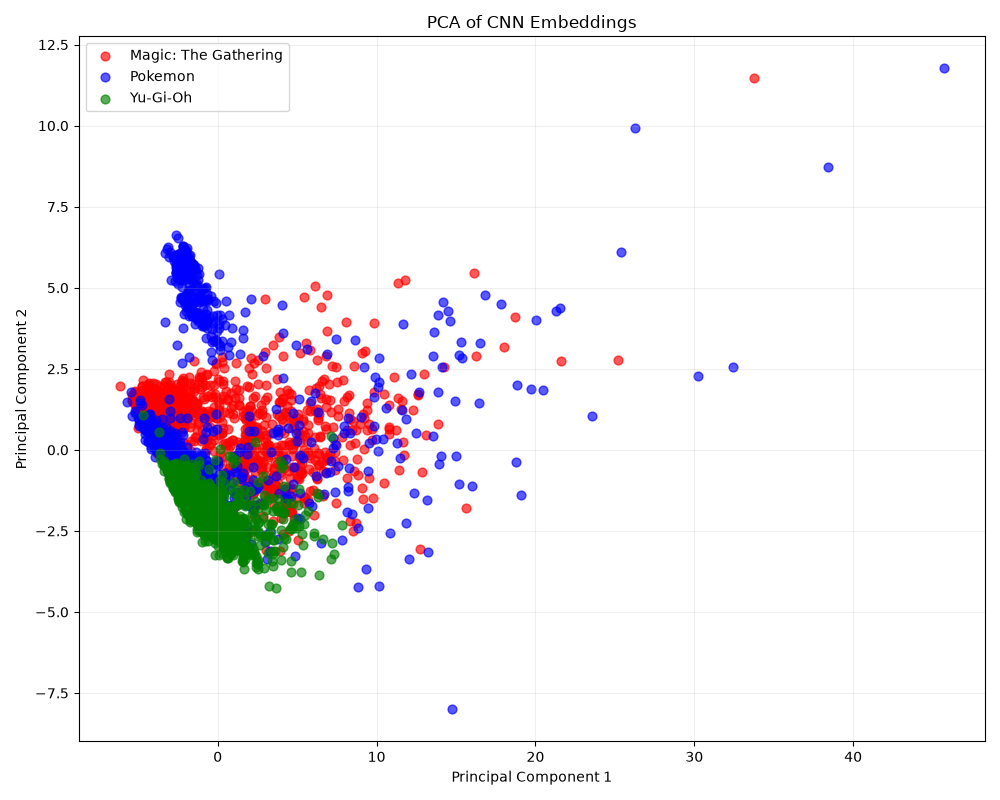 PCA of CNN Embeddings
Magic: The Gathering
Pokemon
Yu-Gi-Oh
12.5
10.0
7.5
5.0
2.5
0.0
−2.5
−5.0
−7.5
Principal Component 2
0
10
20
30
40
Principal Component 1